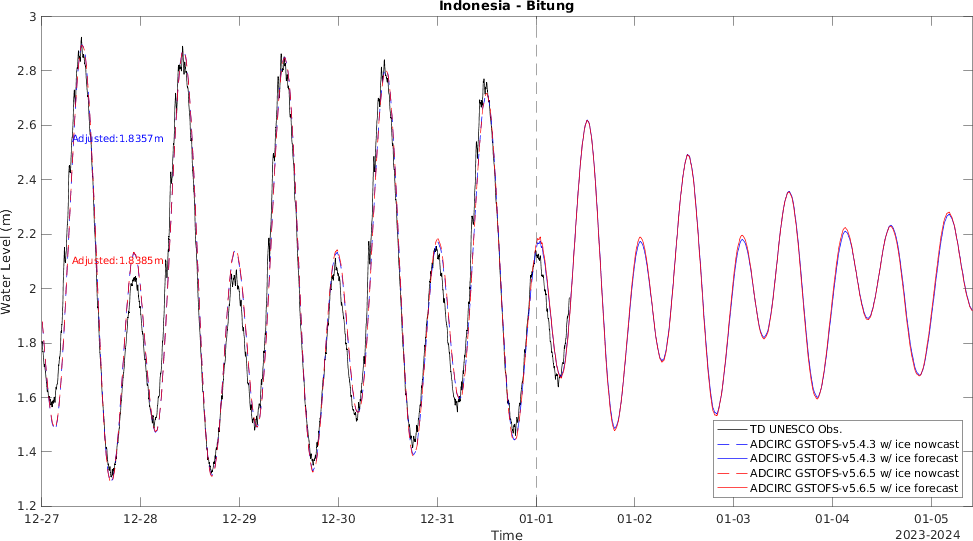 Indonesia - Bitung
3
2.8
2.6
2.4
2.2
2
1.8
1.6
1.4
1.2
Water Level (m)
Adjusted:1.8357m
Adjusted:1.8385m
TD UNESCO Obs.
ADCIRC GSTOFS-v5.4.3 w/ ice nowcast
ADCIRC GSTOFS-v5.4.3 w/ ice forecast
ADCIRC GSTOFS-v5.6.5 w/ ice nowcast
ADCIRC GSTOFS-v5.6.5 w/ ice forecast
12-27 12-28 12-29 12-30 12-31 01-01 01-02 01-03 01-04 01-05
Time
2023-2024